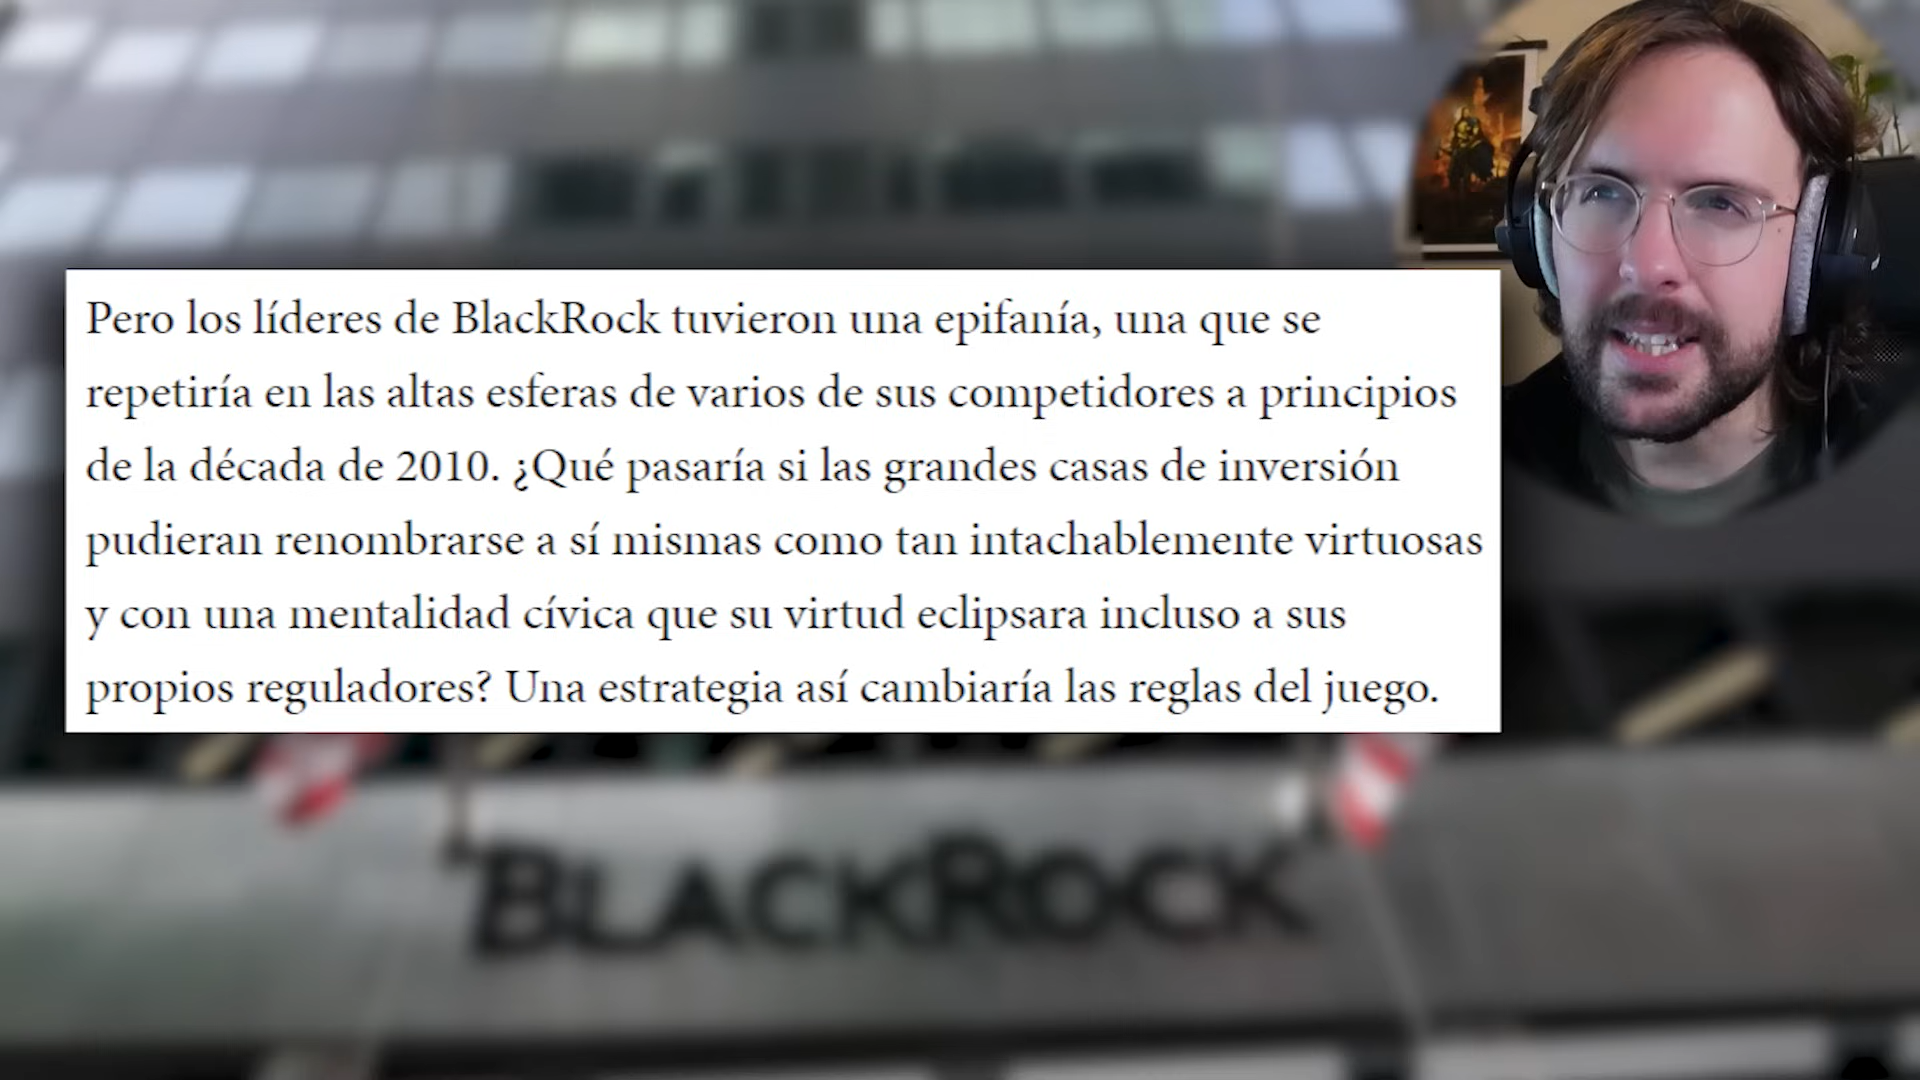 Pero los líderes de BlackRock tuvieron una epifanía, una que se
repetiría en las altas esferas de varios de sus competidores a principios
de la década de 2010. ¿Qué pasaría si las grandes casas de inversión
pudieran renombrarse a sí mismas como tan intachablemente virtuosas
y con una mentalidad cívica que su virtud eclipsara incluso a sus
propios reguladores? Una estrategia así cambiaría las reglas del juego.
BLACKROCK